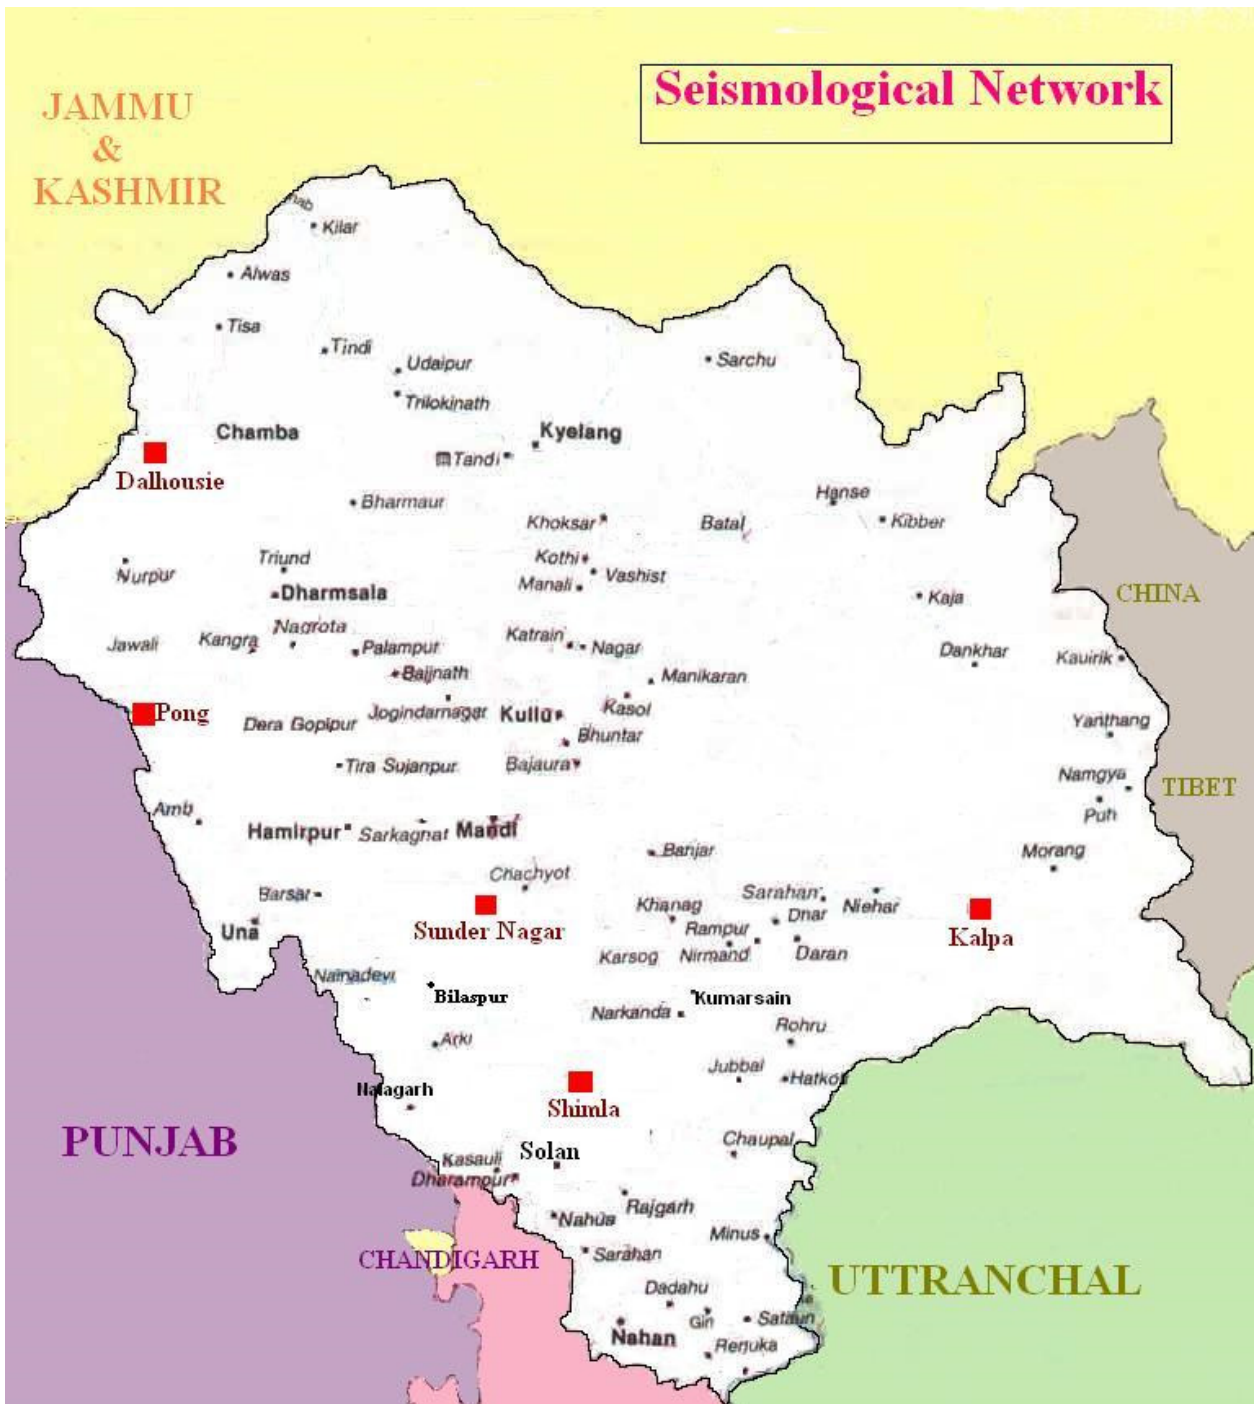 Seismological Network
JAMMU
&
KASHMIR
Kilar
Alwas
Tisa
Tindi
Udaipur
Sarchu
Trilokinath
Chamba
Kyelang
Tandi
Dalhousie
Bharmaur
Hanse
Khoksar
Batal
Kibber
Triund
Kothi
Nurpur
Vashist
Manali
Dharmsala
CHINA
Kaja
Nagrota
Jawali
Kangra
Palampur
Katrain
Nagar
Dankhar
Kauirik
Baijnath
Manikaran
Pong
Dera Gopipur
Jogindarnagar
Kullu
Kasol
Yanthang
Bhuntar
Tira Sujanpur
Bajaura
Namgya
TIBET
Amb
Puh
Hamirpur
Sarkaghat
Mandi
Banjar
Morang
Chachyot
Barsar
Sarahan
Khanag
Niehar
Dhar
Una
Sunder Nagar
Rampur
Kalpa
Karsog
Nirmand
Daran
Nainadevi
Bilaspur
Kumarsain
Narkanda
Rohru
Arki
Jubbal
Hatkoti
Nalagarh
Shimla
PUNJAB
Solan
Chaupal
Kasauli
Dharampur
Rajgarh
Nahus
Minus
Sarahan
CHANDIGARH
UTTRANCHAL
Dadahu
Giri
Sataun
Nahan
Renuka